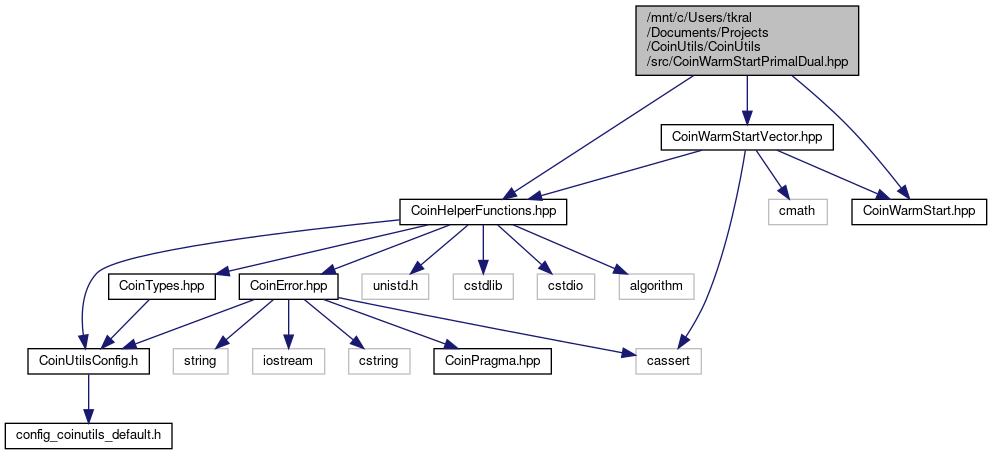 /mnt/c/Users/tkral
/Documents/Projects
/CoinUtils/CoinUtils
/src/CoinWarmStartPrimalDual.hpp
CoinWarmStartVector.hpp
CoinHelperFunctions.hpp
cmath
CoinWarmStart.hpp
CoinTypes.hpp
CoinError.hpp
unistd.h
cstdlib
cstdio
algorithm
CoinUtilsConfig.h
string
iostream
cstring
CoinPragma.hpp
cassert
config_coinutils_default.h